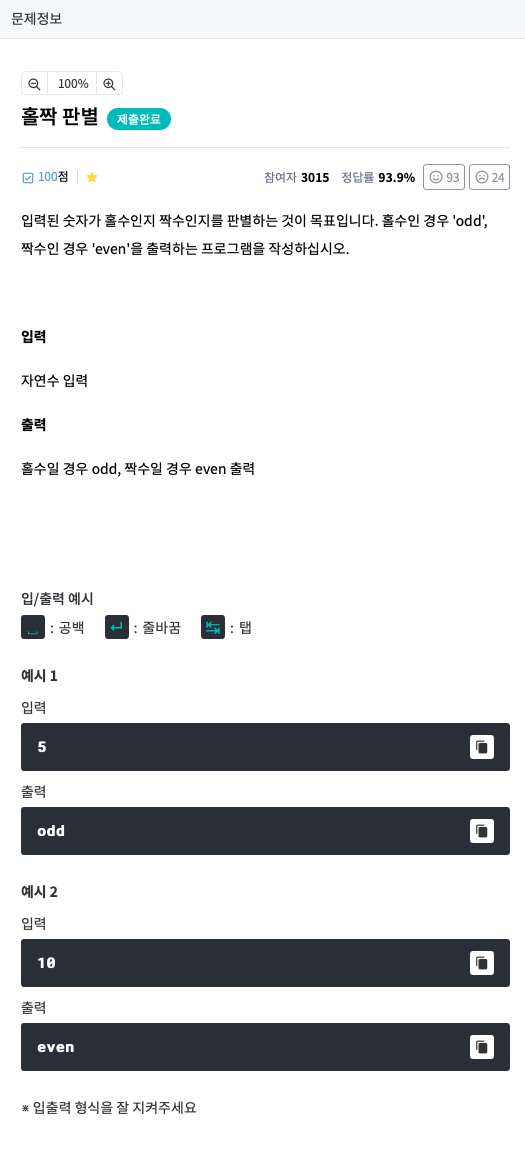 문제정보
100%
홀짝 판별 제출완료
100점 참여자 3015 정답률 93.9% 93 24
입력된 숫자가 홀수인지 짝수인지를 판별하는 것이 목표입니다. 홀수인 경우 'odd',
짝수인 경우 'even'을 출력하는 프로그램을 작성하십시오.
입력
자연수 입력
출력
홀수일 경우 odd, 짝수일 경우 even 출력
입/출력 예시
: 공백 : 줄바꿈 : 탭
예시 1
입력
5
출력
odd
예시 2
입력
10
출력
even
※ 입출력 형식을 잘 지켜주세요